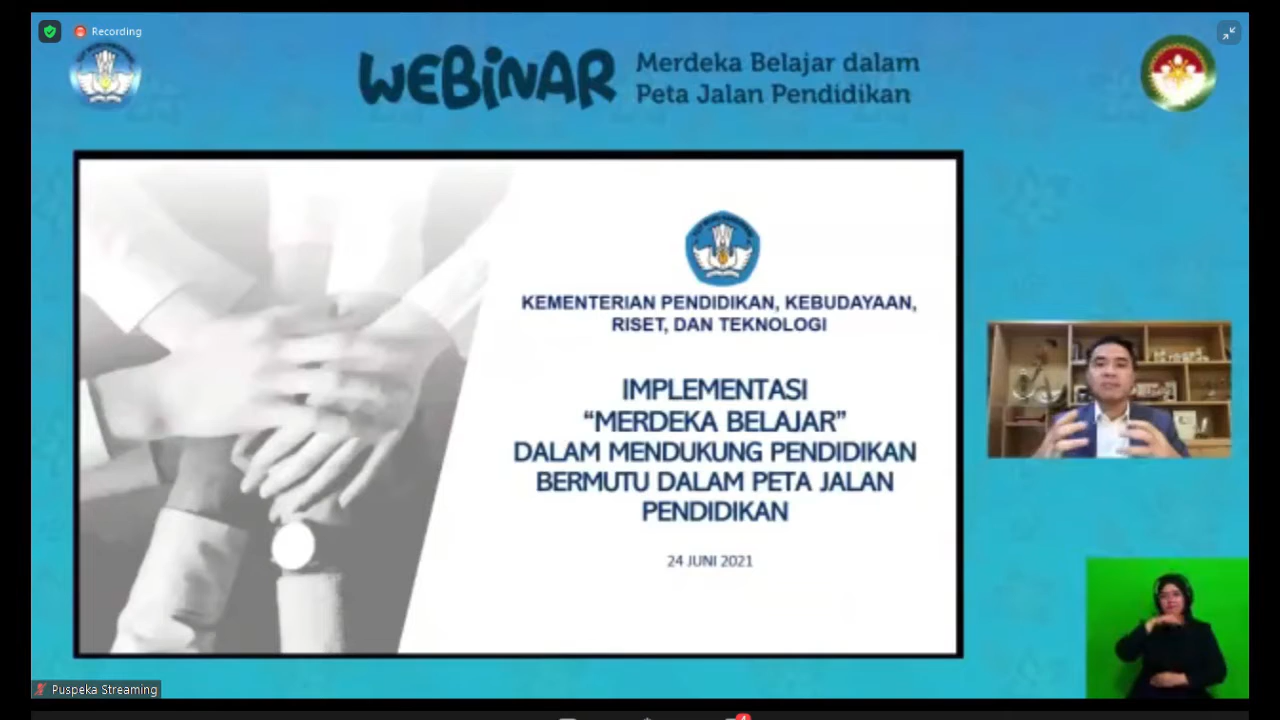 Recording
WEBiNAR
Merdeka Belajar dalam
Peta Jalan Pendidikan
KEMENTERIAN PENDIDIKAN, KEBUDAYAAN,
RISET, DAN TEKNOLOGI
IMPLEMENTASI
“MERDEKA BELAJAR”
DALAM MENDUKUNG PENDIDIKAN
BERMUTU DALAM PETA JALAN
PENDIDIKAN
24 JUNI 2021
Puspeka Streaming